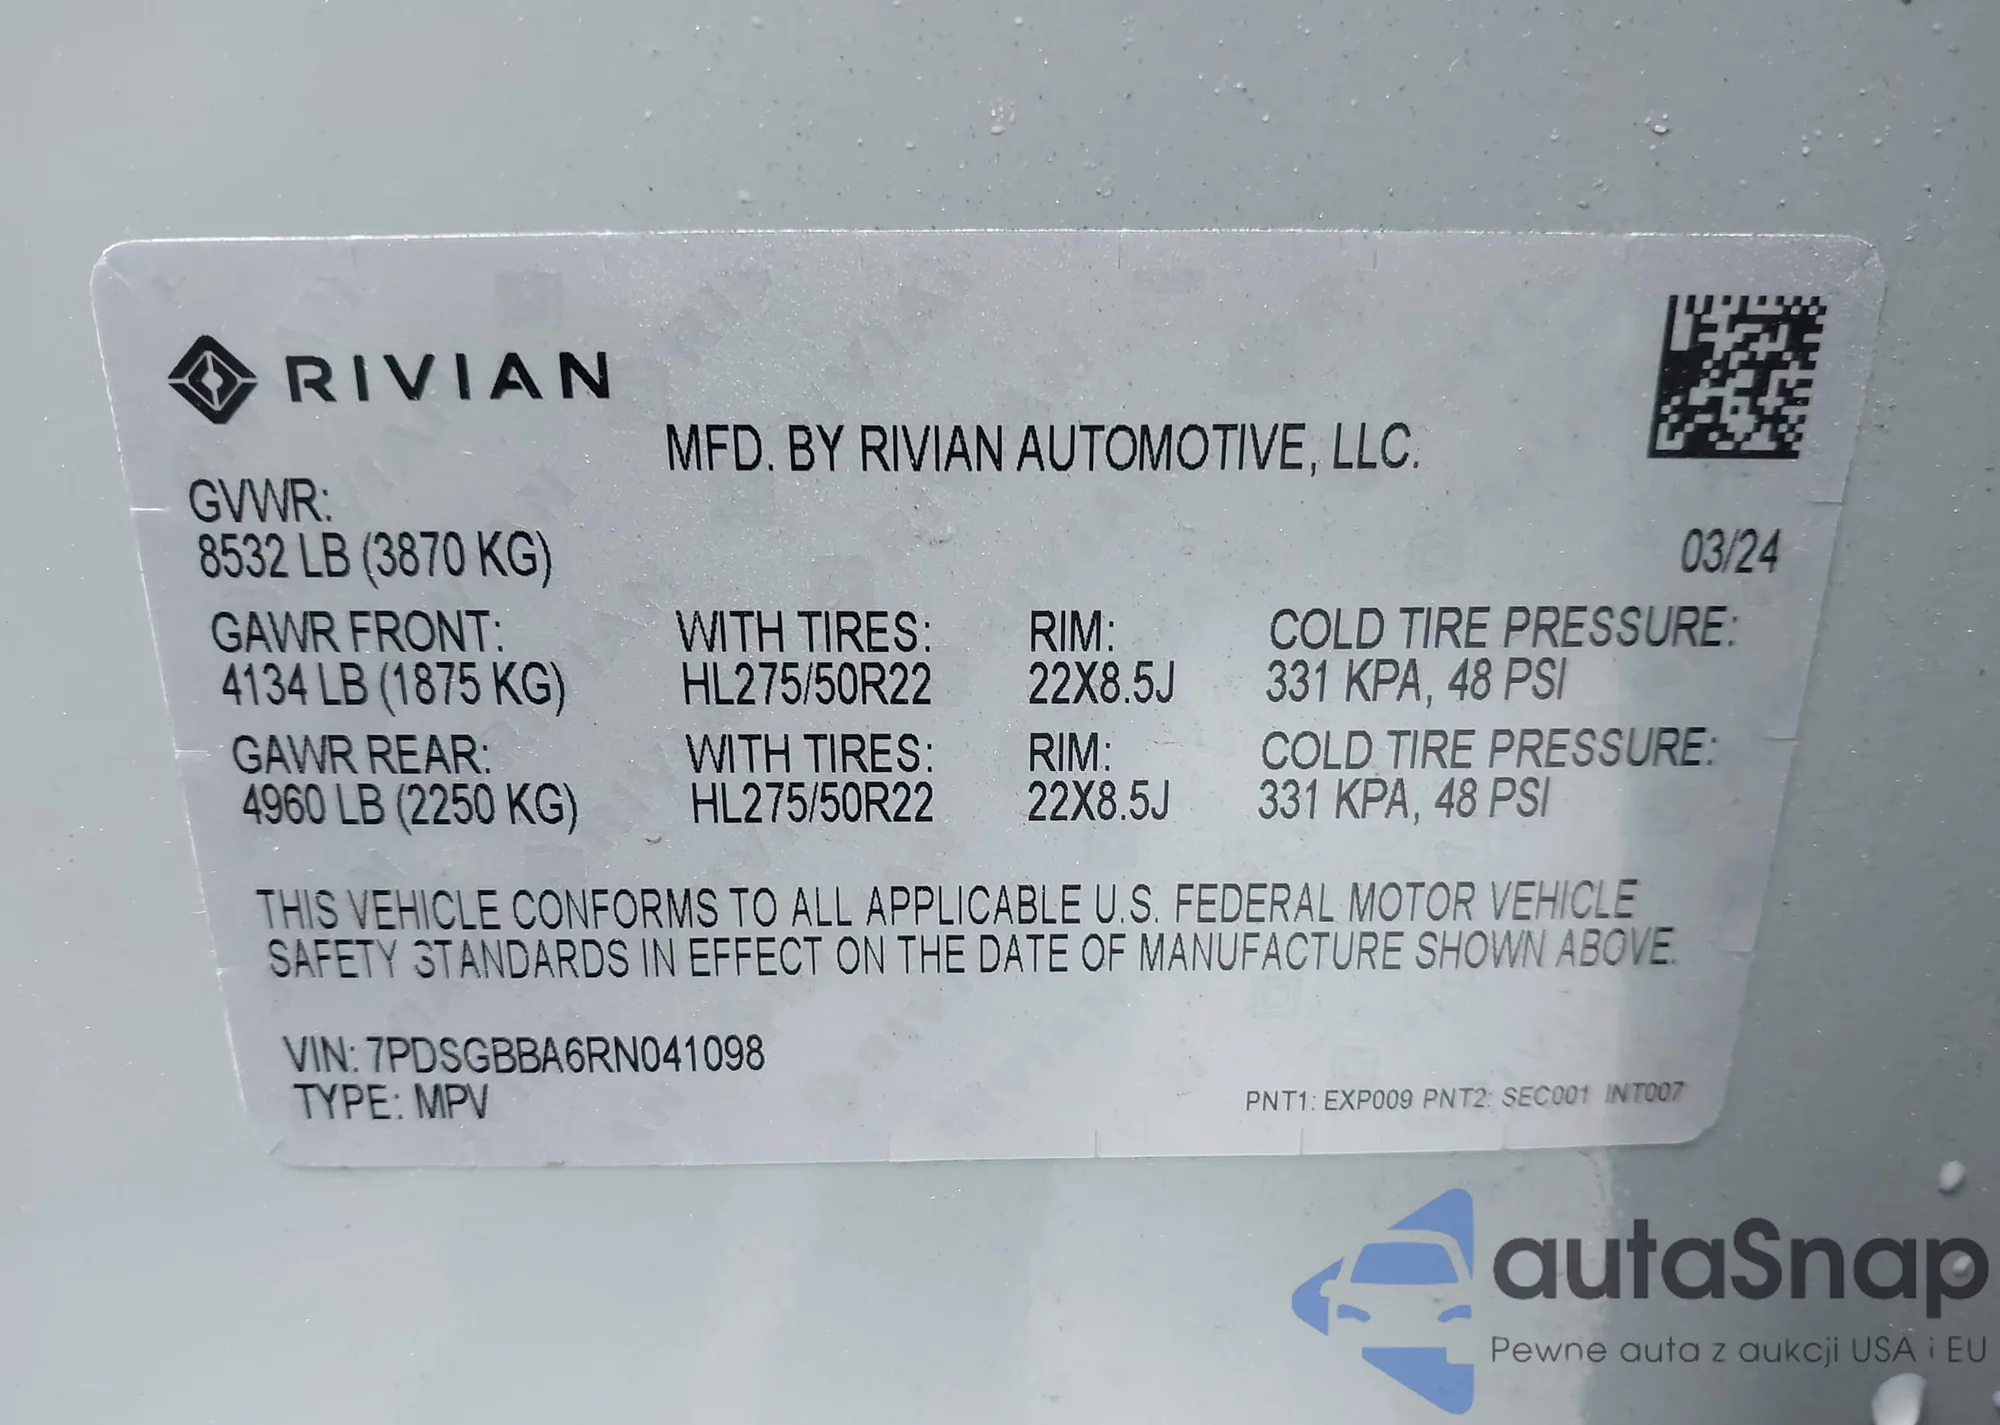 RIVIAN
MFD. BY RIVIAN AUTOMOTIVE, LLC.
GVWR:
8532 LB (3870 KG)
03/24
GAWR FRONT: WITH TIRES: RIM: COLD TIRE PRESSURE:
4134 LB (1875 KG) HL275/50R22 22X8.5J 331 KPA, 48 PSI
GAWR REAR: WITH TIRES: RIM: COLD TIRE PRESSURE:
4960 LB (2250 KG) HL275/50R22 22X8.5J 331 KPA, 48 PSI
THIS VEHICLE CONFORMS TO ALL APPLICABLE U.S. FEDERAL MOTOR VEHICLE
SAFETY STANDARDS IN EFFECT ON THE DATE OF MANUFACTURE SHOWN ABOVE.
VIN: 7PDSGBBA6RN041098
TYPE: MPV
PNT1: EXP009 PNT2: SEC001 INT007
autaSnap
Pewne auta z aukcji USA i EU